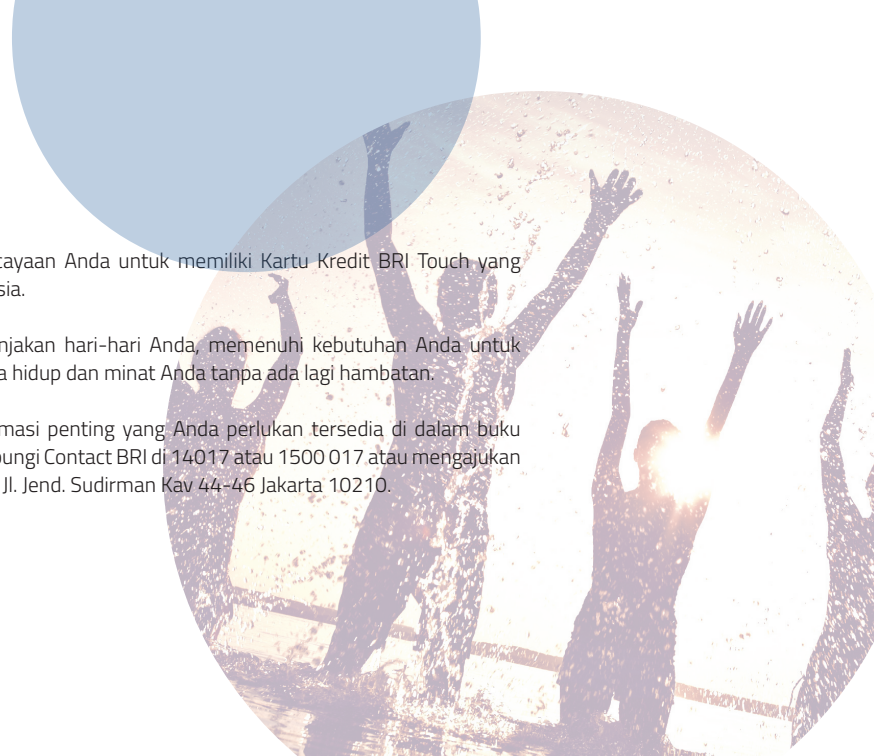 cayaan Anda untuk memiliki Kartu Kredit BRI Touch yang
sia.
njakan hari-hari Anda, memenuhi kebutuhan Anda untuk
a hidup dan minat Anda tanpa ada lagi hambatan.
masi penting yang Anda perlukan tersedia di dalam buku
bungi Contact BRI di 14017 atau 1500 017 atau mengajukan
Jl. Jend. Sudirman Kav 44-46 Jakarta 10210.